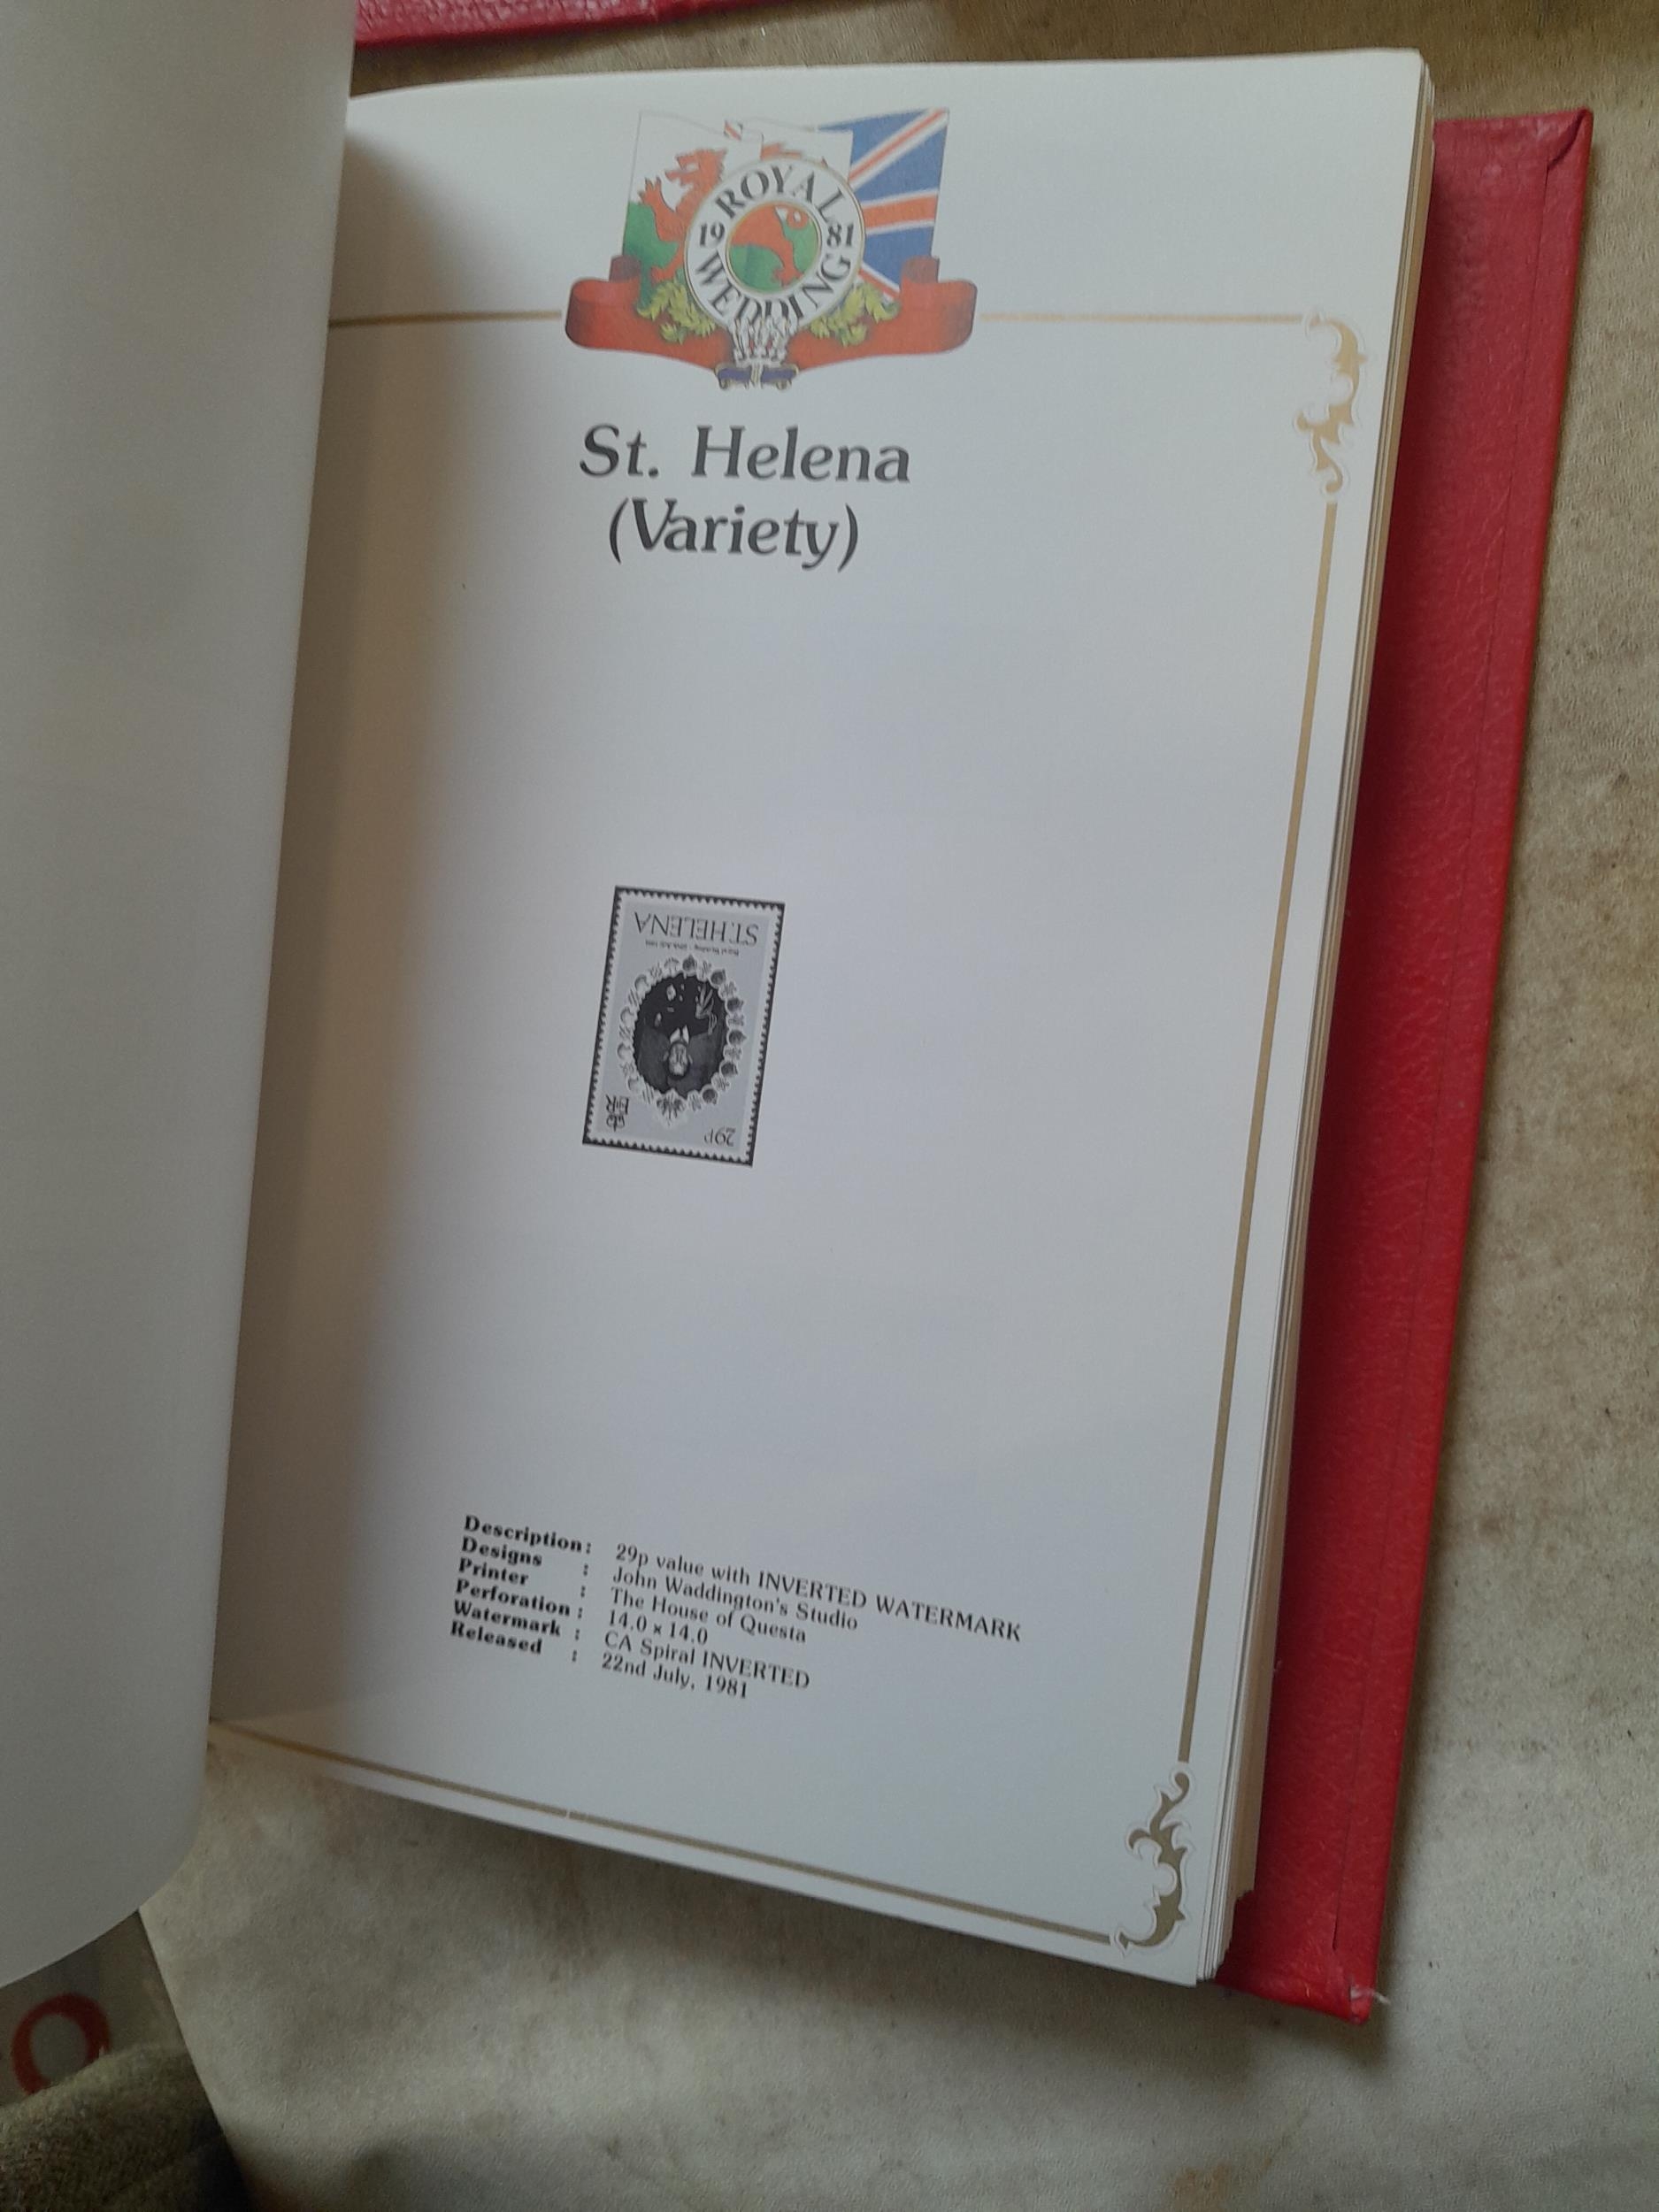 ROYAL
19 81
WEDDING
St. Helena
(Variety)
ST.HELENA
29p
Description: 29p value with INVERTED WATERMARK
Designs : John Waddington's Studio
Printer : The House of Questa
Perforation: 14.0 x 14.0
Watermark : CA Spiral INVERTED
Released : 22nd July, 1981